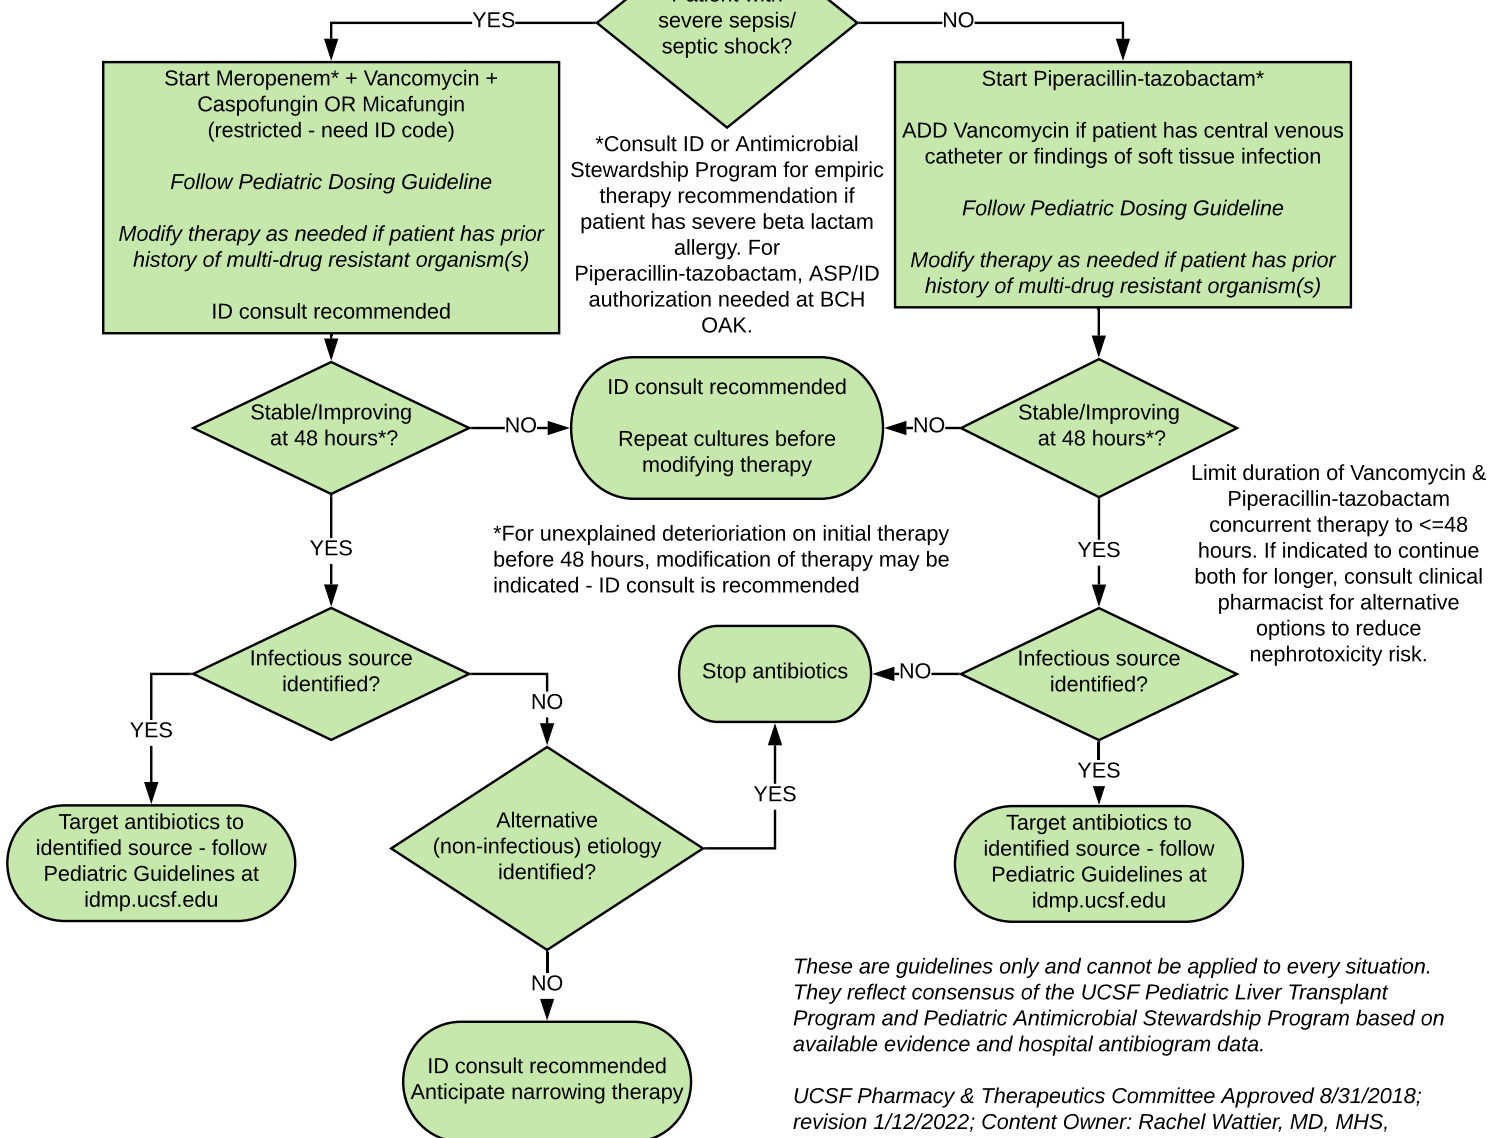 Patient with
severe sepsis/
septic shock?
YES
NO
Start Meropenem* + Vancomycin +
Caspofungin OR Micafungin
(restricted - need ID code)
Follow Pediatric Dosing Guideline
Modify therapy as needed if patient has prior
history of multi-drug resistant organism(s)
ID consult recommended
*Consult ID or Antimicrobial
Stewardship Program for empiric
therapy recommendation if
patient has severe beta lactam
allergy. For
Piperacillin-tazobactam, ASP/ID
authorization needed at BCH
OAK.
Start Piperacillin-tazobactam*
ADD Vancomycin if patient has central venous
catheter or findings of soft tissue infection
Follow Pediatric Dosing Guideline
Modify therapy as needed if patient has prior
history of multi-drug resistant organism(s)
Stable/Improving
at 48 hours*?
NO
ID consult recommended
Repeat cultures before
modifying therapy
NO
Stable/Improving
at 48 hours*?
Limit duration of Vancomycin &
Piperacillin-tazobactam
concurrent therapy to <=48
hours. If indicated to continue
both for longer, consult clinical
pharmacist for alternative
options to reduce
nephrotoxicity risk.
YES
*For unexplained deterioriation on initial therapy
before 48 hours, modification of therapy may be
indicated - ID consult is recommended
YES
Infectious source
identified?
YES
NO
Stop antibiotics
NO
Infectious source
identified?
YES
YES
Target antibiotics to
identified source - follow
Pediatric Guidelines at
idmp.ucsf.edu
Alternative
(non-infectious) etiology
identified?
Target antibiotics to
identified source - follow
Pediatric Guidelines at
idmp.ucsf.edu
NO
ID consult recommended
Anticipate narrowing therapy
These are guidelines only and cannot be applied to every situation.
They reflect consensus of the UCSF Pediatric Liver Transplant
Program and Pediatric Antimicrobial Stewardship Program based on
available evidence and hospital antibiogram data.
UCSF Pharmacy & Therapeutics Committee Approved 8/31/2018;
revision 1/12/2022; Content Owner: Rachel Wattier, MD, MHS,